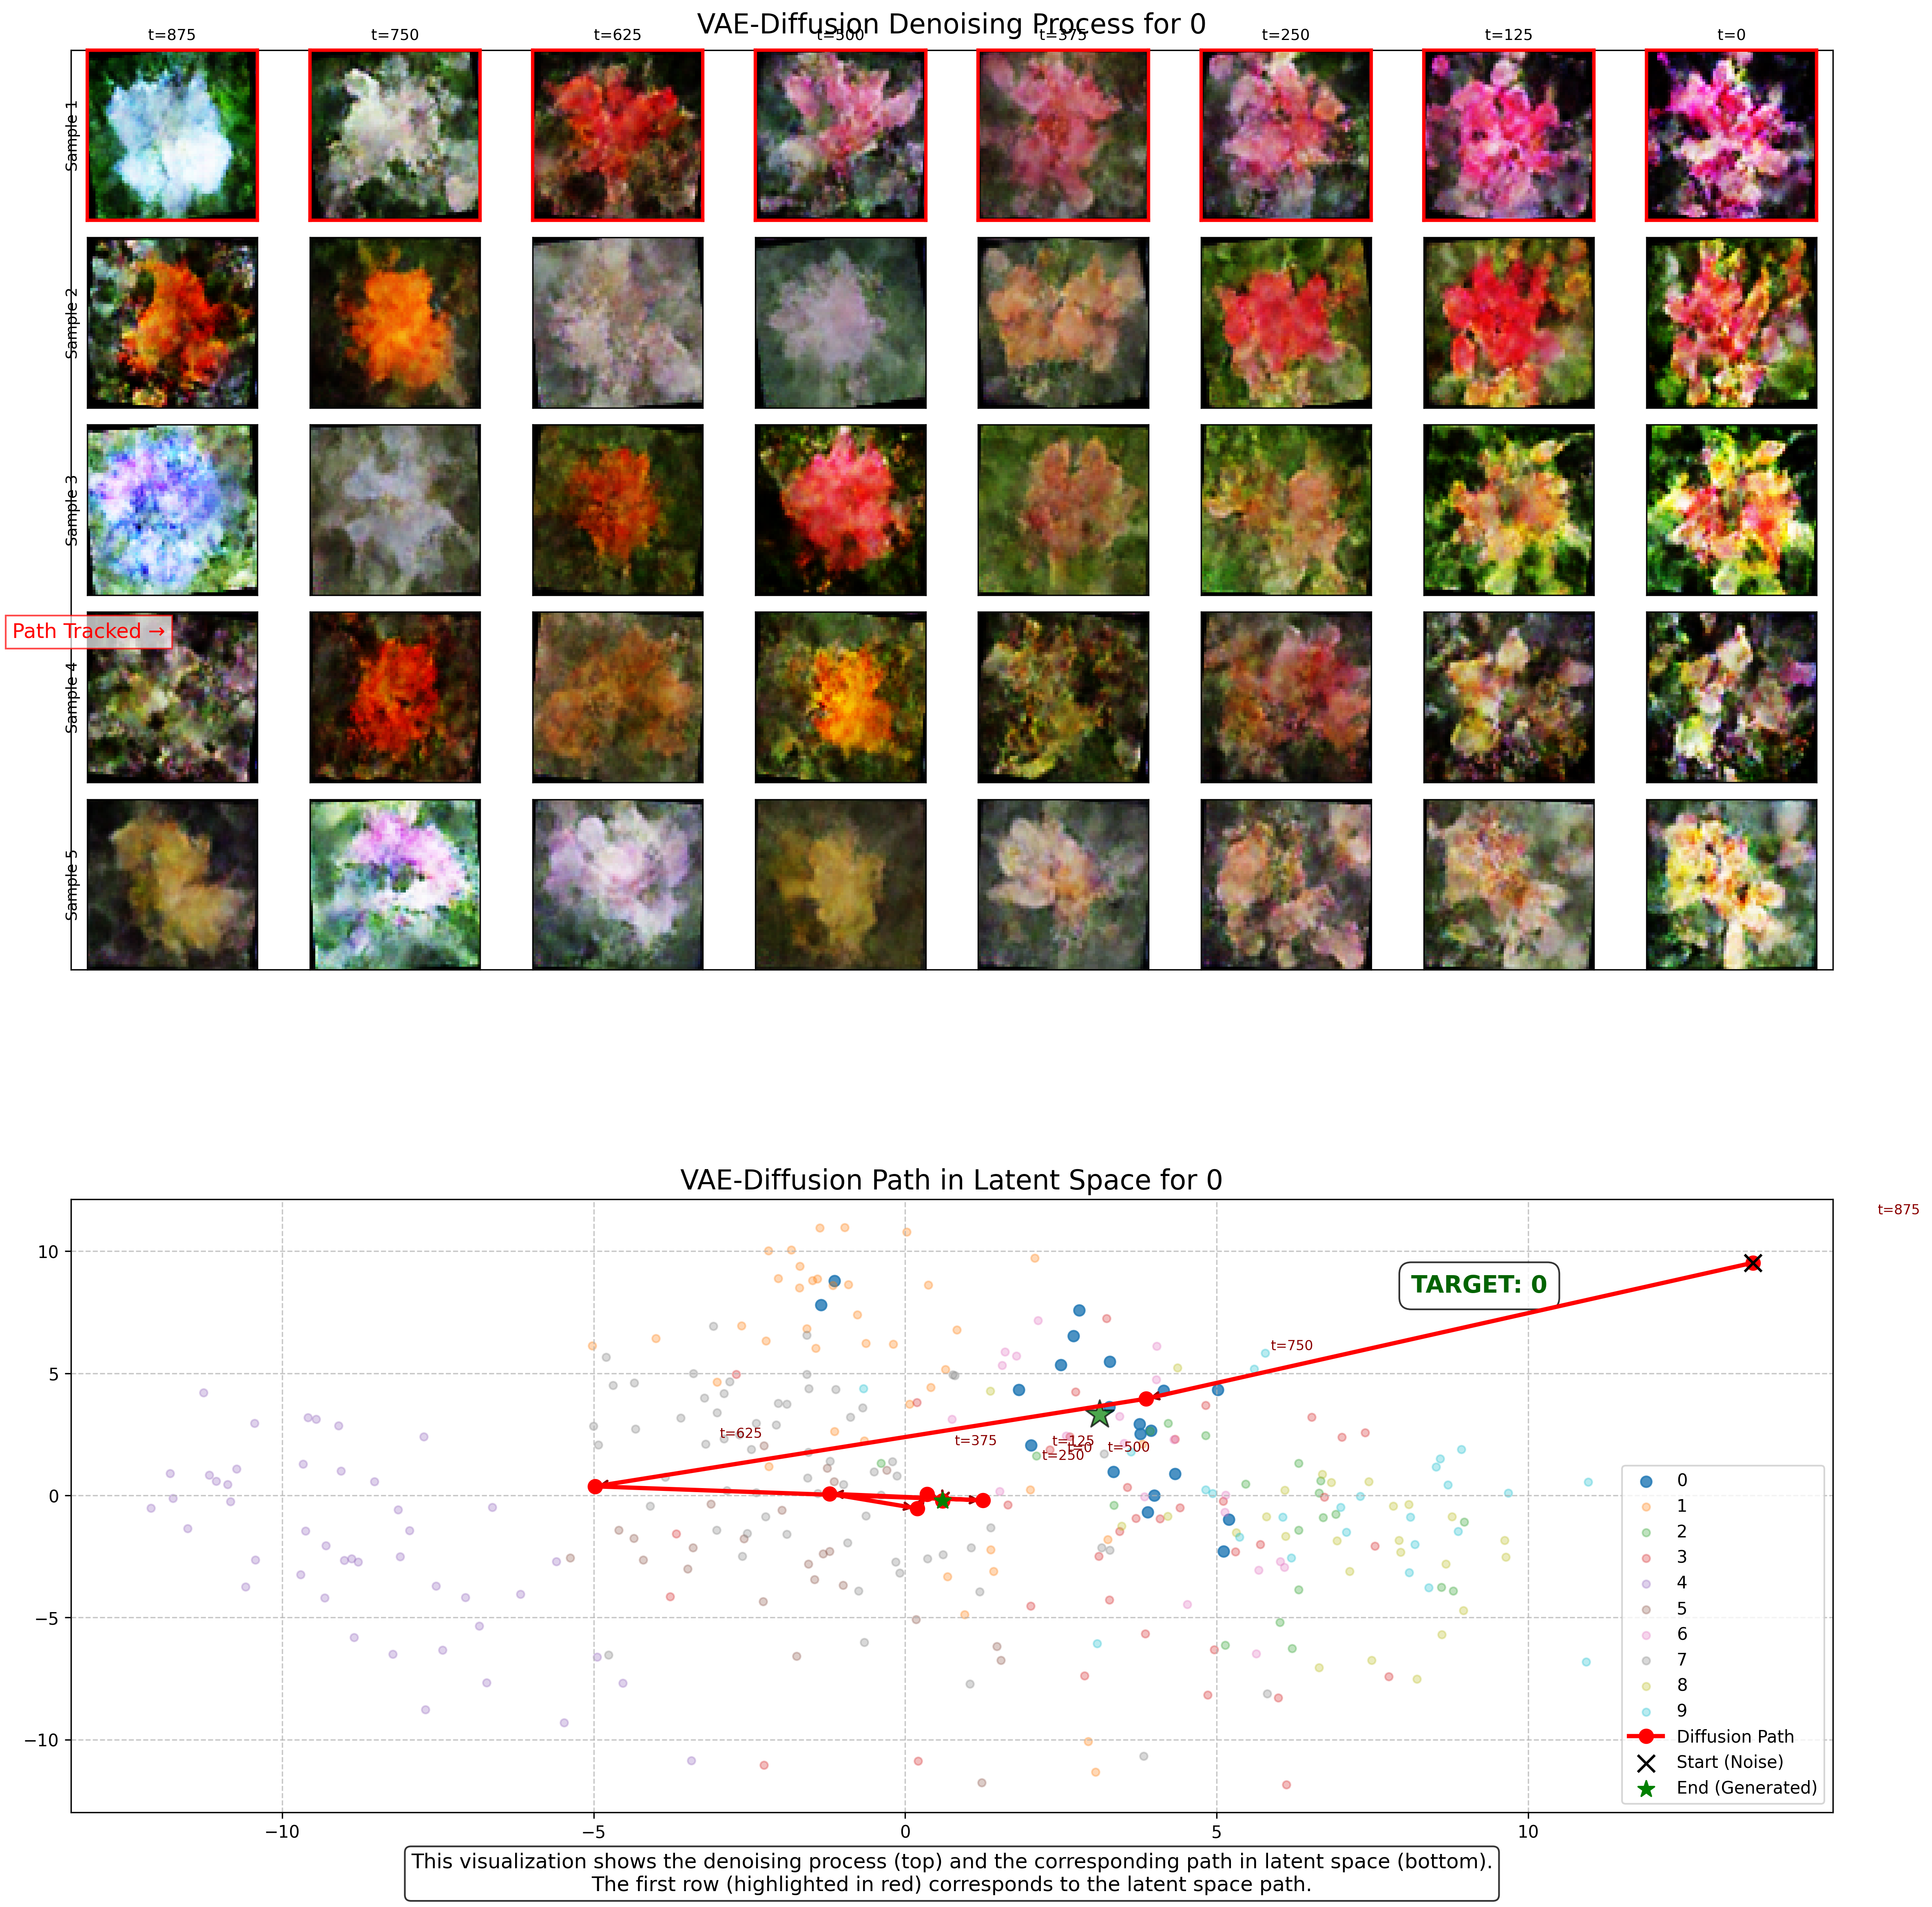 VAE-Diffusion Denoising Process for 0
t=875
t=750
t=625
t=500
t=375
t=250
t=125
t=0
Sample 1
Sample 2
Sample 3
Path Tracked →
Sample 4
Sample 5
VAE-Diffusion Path in Latent Space for 0
t=875
TARGET: 0
t=750
t=625
t=375
t=125
t=0
t=500
t=250
10
5
0
−5
−10
0
1
2
3
4
5
6
7
8
9
Diffusion Path
Start (Noise)
End (Generated)
−10
−5
0
5
10
This visualization shows the denoising process (top) and the corresponding path in latent space (bottom).
The first row (highlighted in red) corresponds to the latent space path.